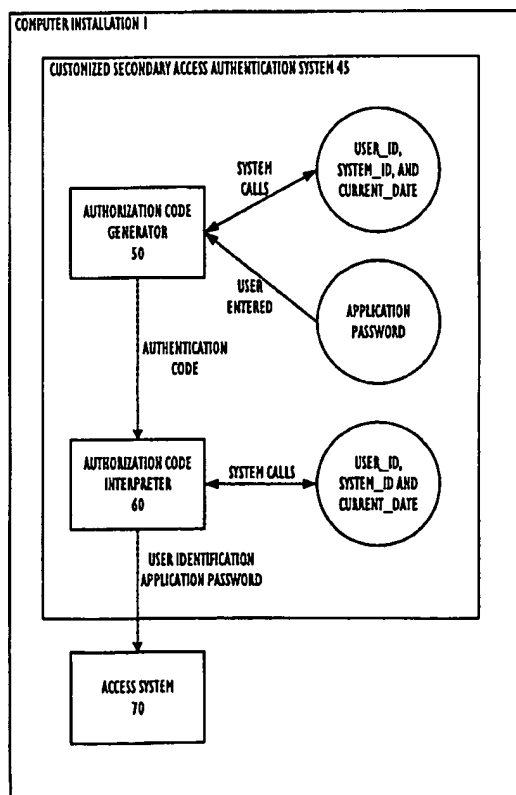 COMPUTER INSTALLATION 1
CUSTOMIZED SECONDARY ACCESS AUTHENTICATION SYSTEM 45
USER_ID,
SYSTEM_ID, AND
CURRENT_DATE
SYSTEM
CALLS
AUTHORIZATION CODE
GENERATOR
50
USER
ENTERED
APPLICATION
PASSWORD
AUTHENTICATION
CODE
AUTHORIZATION CODE
INTERPRETER
60
SYSTEM CALLS
USER_ID,
SYSTEM_ID AND
CURRENT_DATE
USER IDENTIFICATION
APPLICATION PASSWORD
ACCESS SYSTEM
70